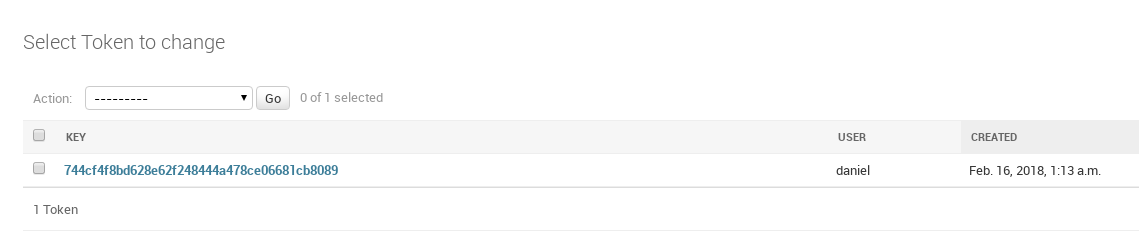 Select Token to change
Action: --------- Go 0 of 1 selected
KEY USER CREATED
744cf4f8bd628e62f248444a478ce06681cb8089 daniel Feb. 16, 2018, 1:13 a.m.
1 Token